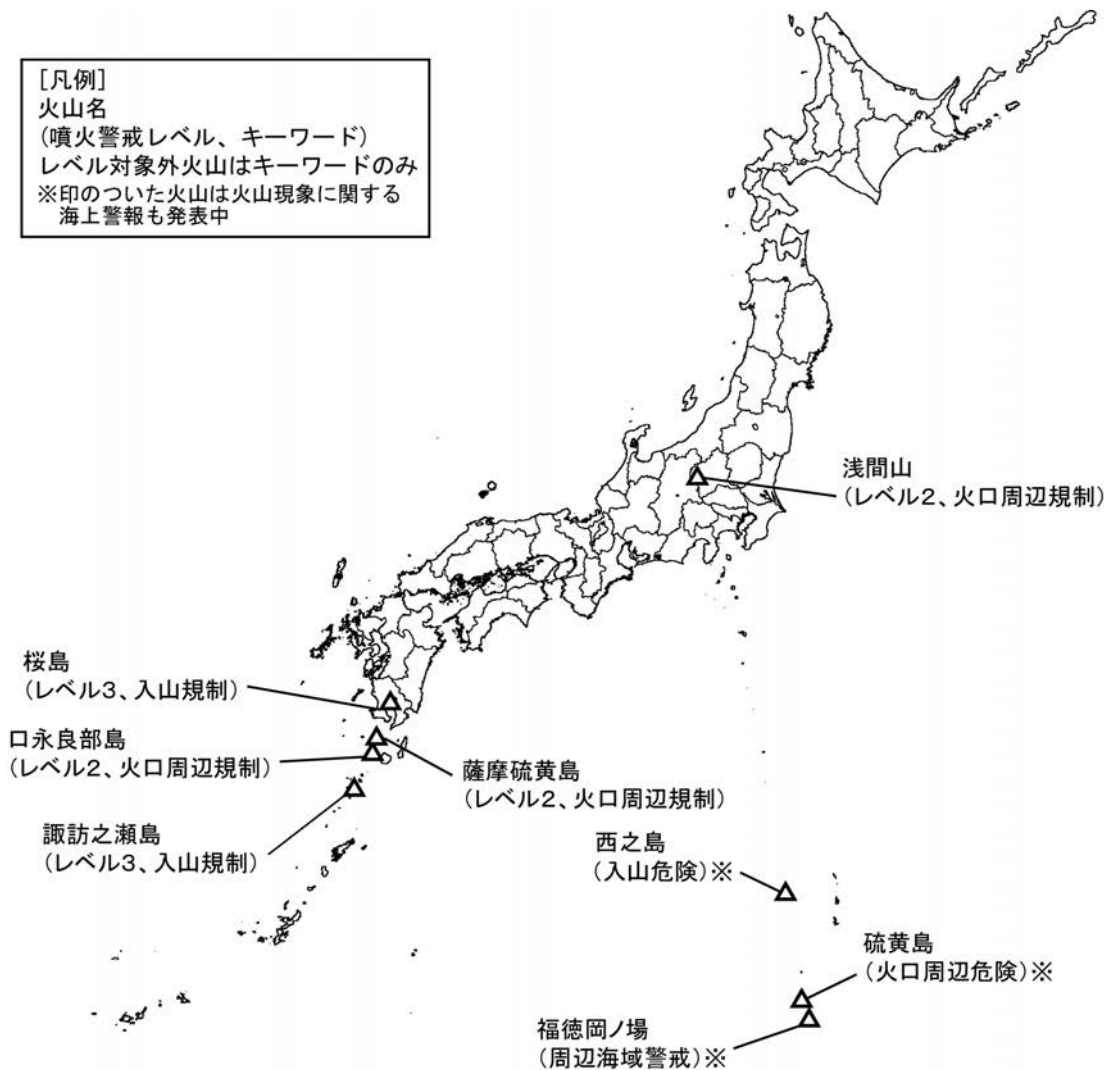 [凡例]
火山名
(噴火警戒レベル、キーワード)
レベル対象外火山はキーワードのみ
※印のついた火山は火山現象に関する
海上警報も発表中
浅間山
(レベル2、火口周辺規制)
桜島
(レベル3、入山規制)
口永良部島
(レベル2、火口周辺規制)
薩摩硫黄島
(レベル2、火口周辺規制)
諏訪之瀬島
(レベル3、入山規制)
西之島
(入山危険)※
硫黄島
(火口周辺危険)※
福徳岡ノ場
(周辺海域警戒)※